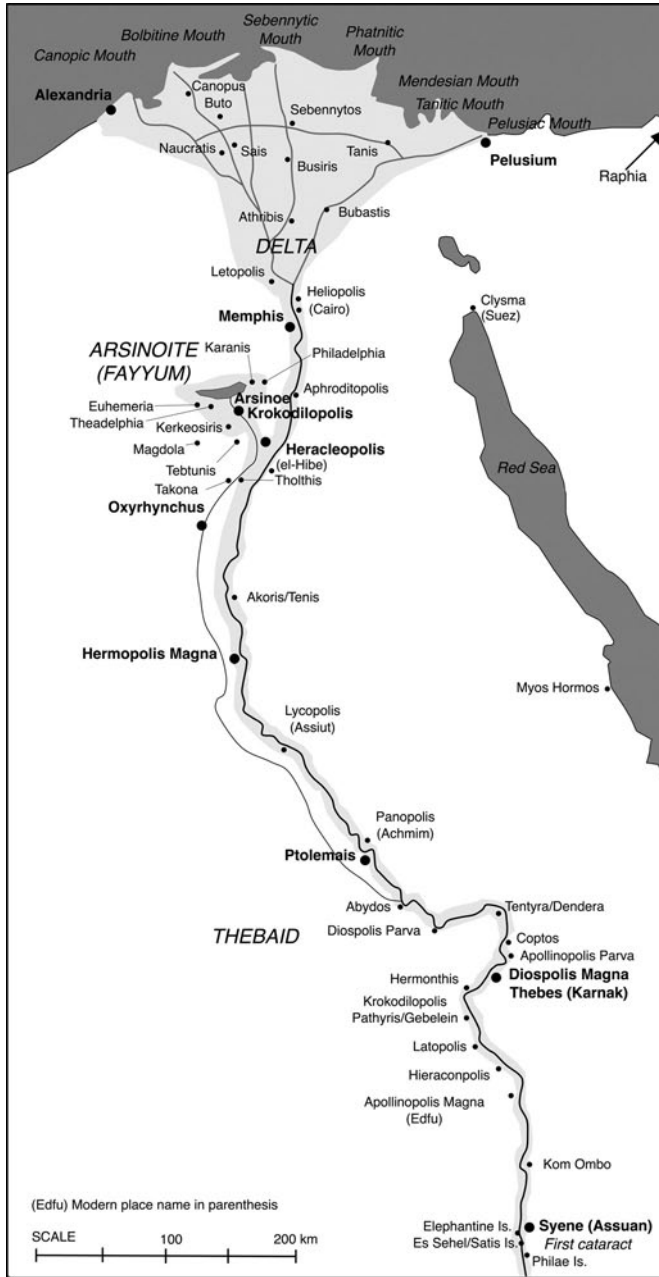 Sebennytic
Mouth
Bolbitine Mouth
Phatnitic
Mouth
Canopic Mouth
Mendesian Mouth
Tanitic Mouth
Pelusiac Mouth
Alexandria
Canopus
Buto
Sebennytos
Naucratis
Sais
Busiris
Tanis
Pelusium
Raphia
Athribis
Bubastis
DELTA
Letopolis
Heliopolis
(Cairo)
Clysma
(Suez)
Memphis
ARSINOITE
(FAYYUM)
Karanis
Philadelphia
Aphroditopolis
Arsinoe
Krokodilopolis
Euhemeria
Theadelphia
Kerkeosiris
Magdola
Tebtunis
Heracleopolis
(el-Hibe)
Takona
Tholthis
Red Sea
Oxyrhynchus
Akoris/Tenis
Hermopolis Magna
Myos Hormos
Lycopolis
(Assiut)
Panopolis
(Achmim)
Ptolemais
Abydos
Tentyra/Dendera
Diospolis Parva
THEBAID
Coptos
Apollinopolis Parva
Hermonthis
Diospolis Magna
Thebes (Karnak)
Krokodilopolis
Pathyris/Gebelein
Latopolis
Hieraconpolis
Apollinopolis Magna
(Edfu)
Kom Ombo
(Edfu) Modern place name in parenthesis
SCALE 100 200 km
Elephantine Is.
Syene (Assuan)
Es Sehel/Satis Is.
First cataract
Philae Is.